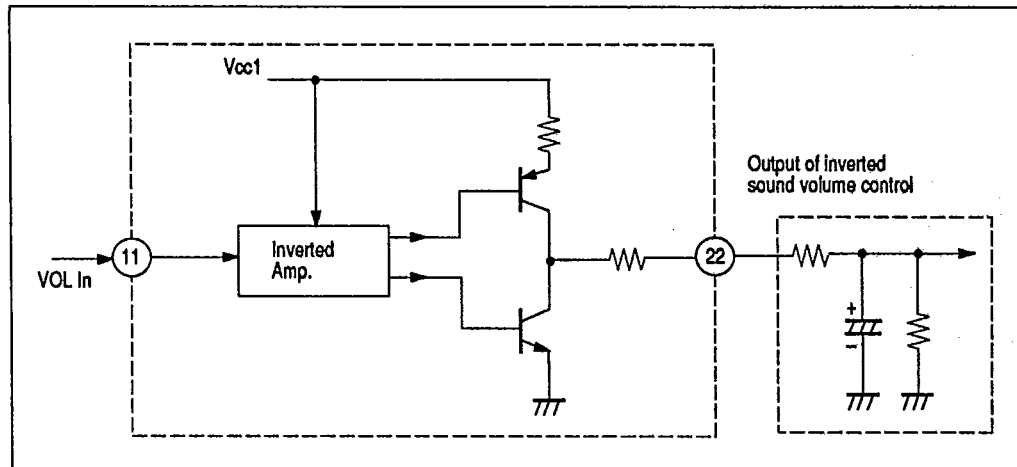 Vcc1
Output of inverted
sound volume control
11
VOL In
Inverted
Amp.
22
+
−